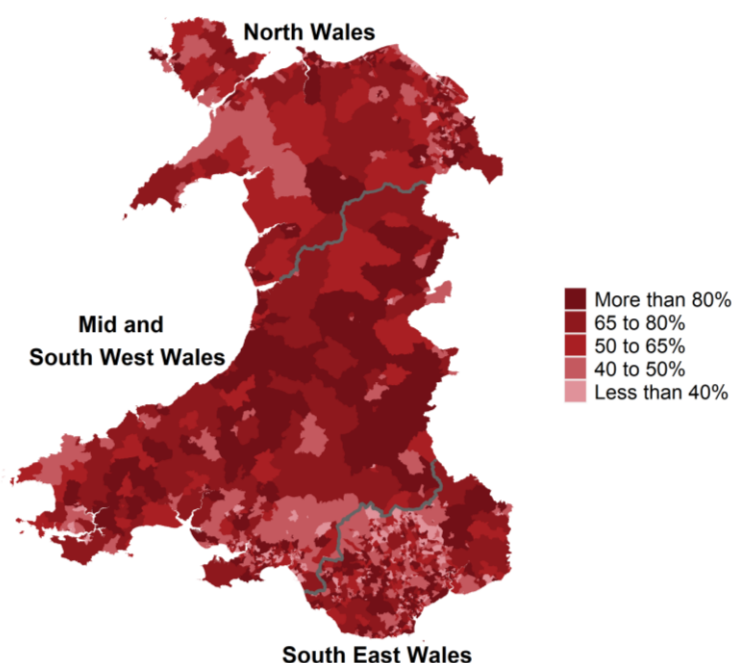 North Wales
Mid and
South West Wales
More than 80%
65 to 80%
50 to 65%
40 to 50%
Less than 40%
South East Wales